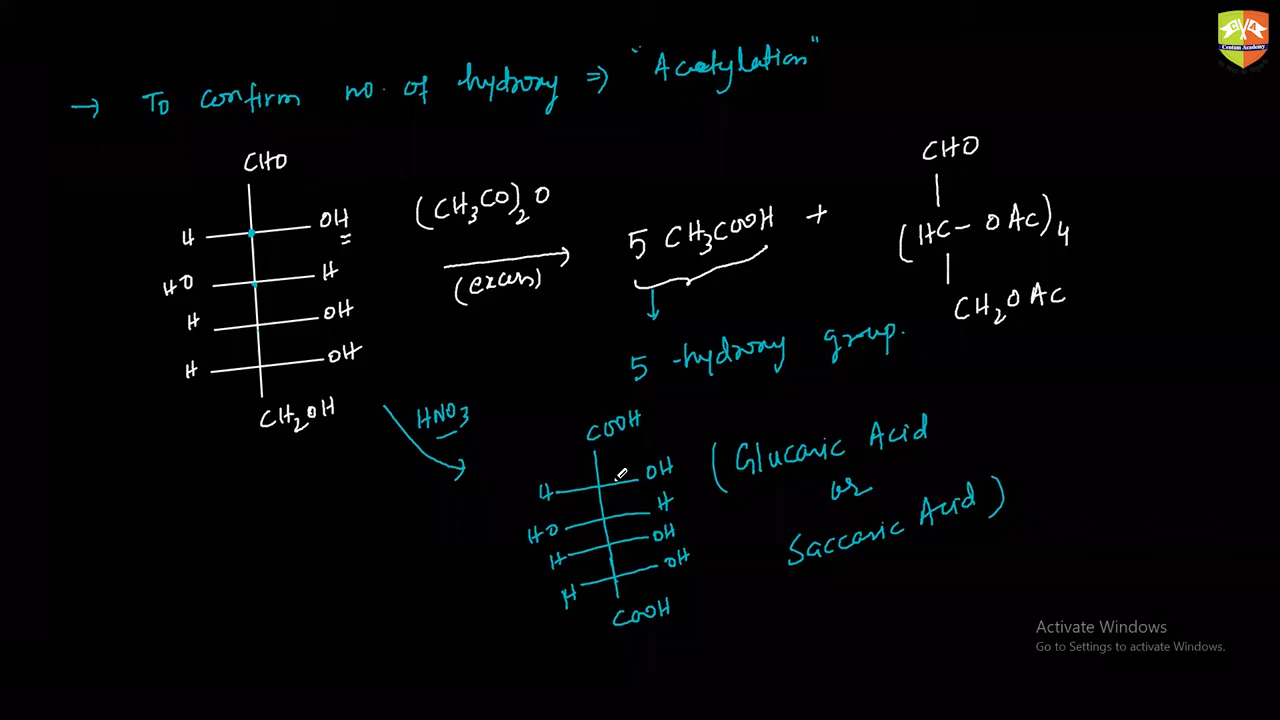 → To confirm no. of hydroxy ⇒ "Acetylation"
CHO
H OH
HO H
H OH
H OH
CH2OH
(CH3CO)2O
(excess)
5 CH3COOH +
CHO
(HC- OAc)4
CH2OAc
5 -hydroxy group.
HNO3
COOH
H OH
HO H
H OH
H OH
COOH
(Glucaric Acid
or
Saccaric Acid)
C A
Centum Academy
Activate Windows
Go to Settings to activate Windows.